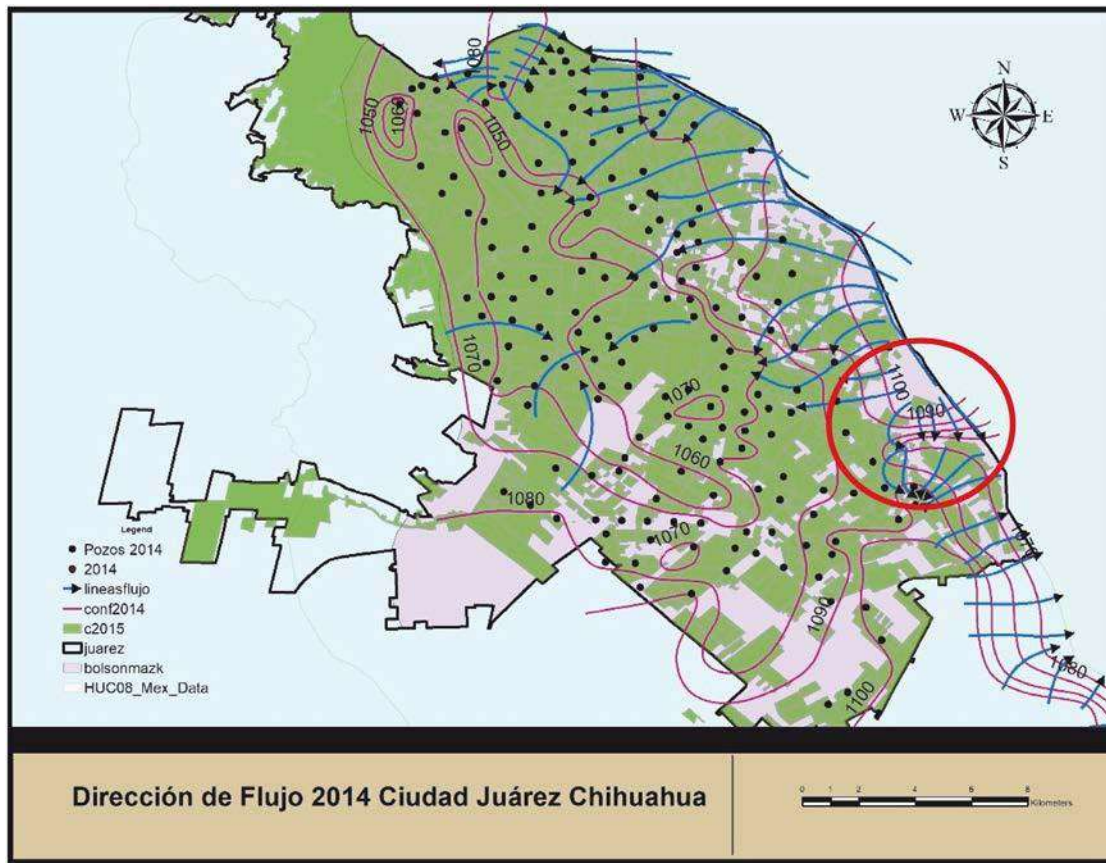 1080
N
W E
S
1050
1060
1050
1070
1100
1070
1090
1060
1080
1070
1070
1090
1080
1100
Legend
Pozos 2014
2014
lineasflujo
conf2014
c2015
juarez
bolsonmazk
HUC08_Mex_Data
Dirección de Flujo 2014 Ciudad Juárez Chihuahua
0 1 2 4 6 8
Kilometers